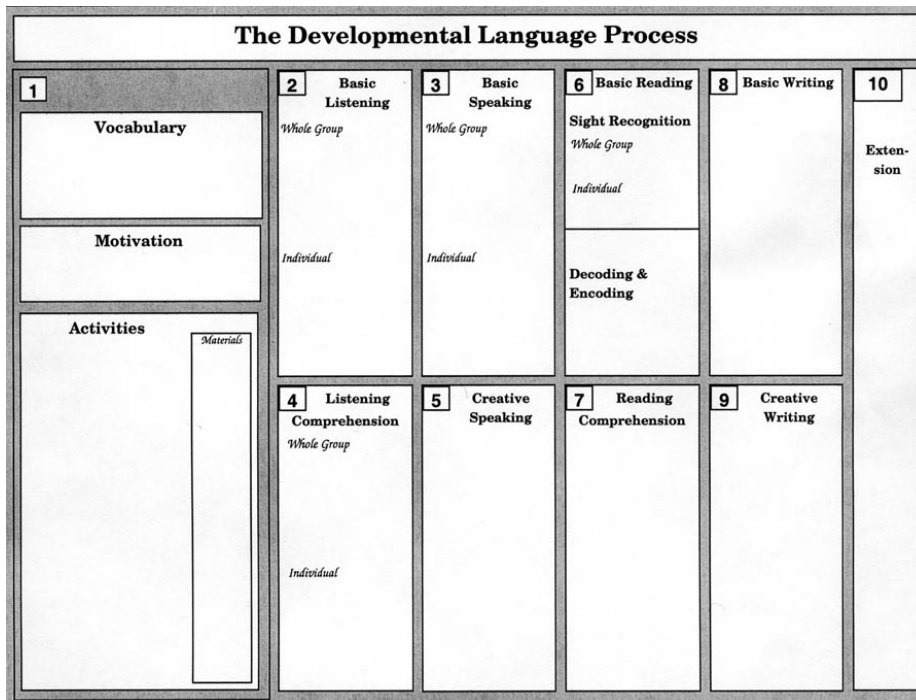 The Developmental Language Process
1
Vocabulary
Motivation
Activities
Materials
2 Basic
Listening
Whole Group
Individual
3 Basic
Speaking
Whole Group
Individual
4 Listening
Comprehension
Whole Group
Individual
5 Creative
Speaking
6 Basic Reading
Sight Recognition
Whole Group
Individual
Decoding &
Encoding
7 Reading
Comprehension
8 Basic Writing
9 Creative
Writing
10
Exten-
sion